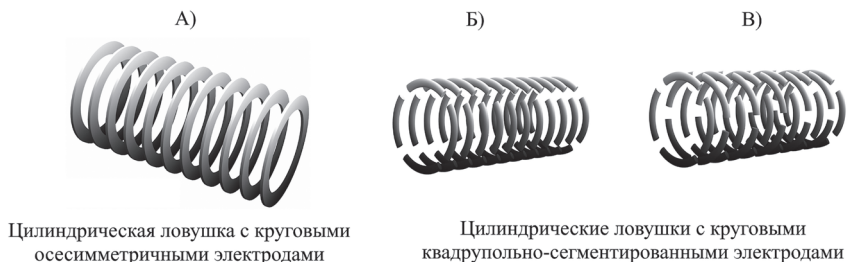 А)
Б)
В)
Цилиндрическая ловушка с круговыми
осесимметричными электродами
Цилиндрические ловушки с круговыми
квадрупольно-сегментированными электродами